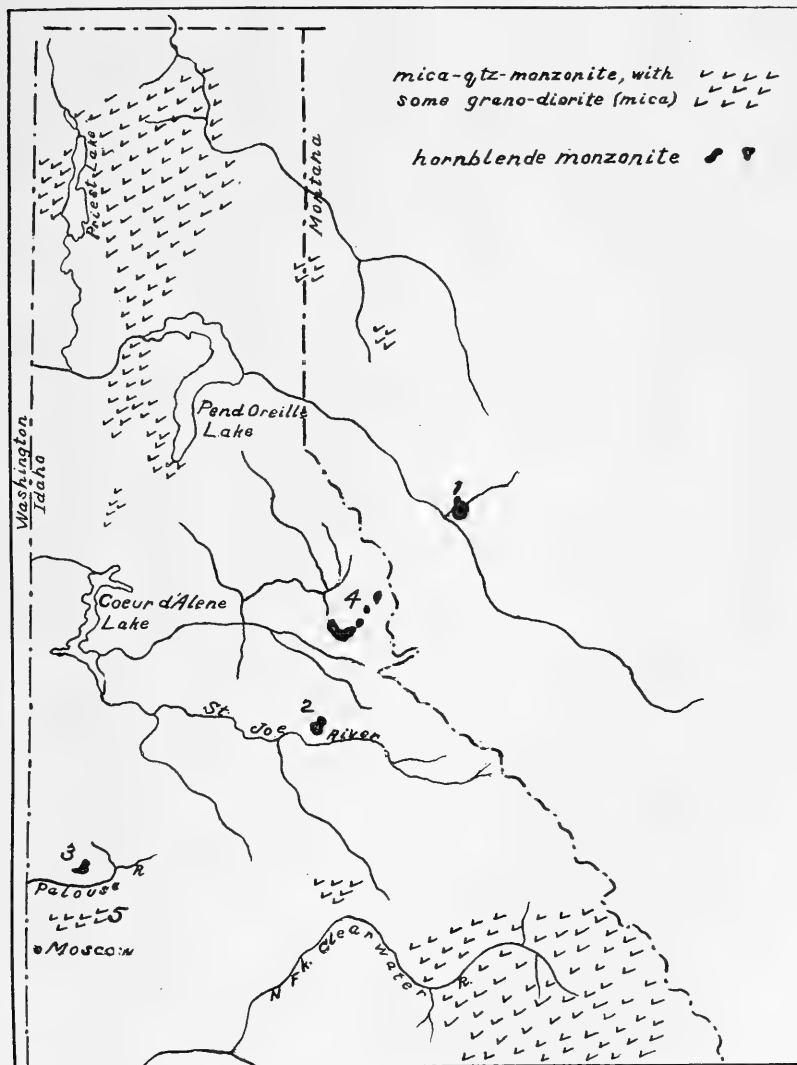 mica-qtz-monzonite, with
some grano-diorite (mica)
hornblende monzonite
Priest Lake
Montana
Pend Oreille
Lake
Washington
Idaho
1
Coeur d'Alene
Lake
4
2
St. Joe River
3
Palouse R
5
Moscow
N Fk. Clearwater R.